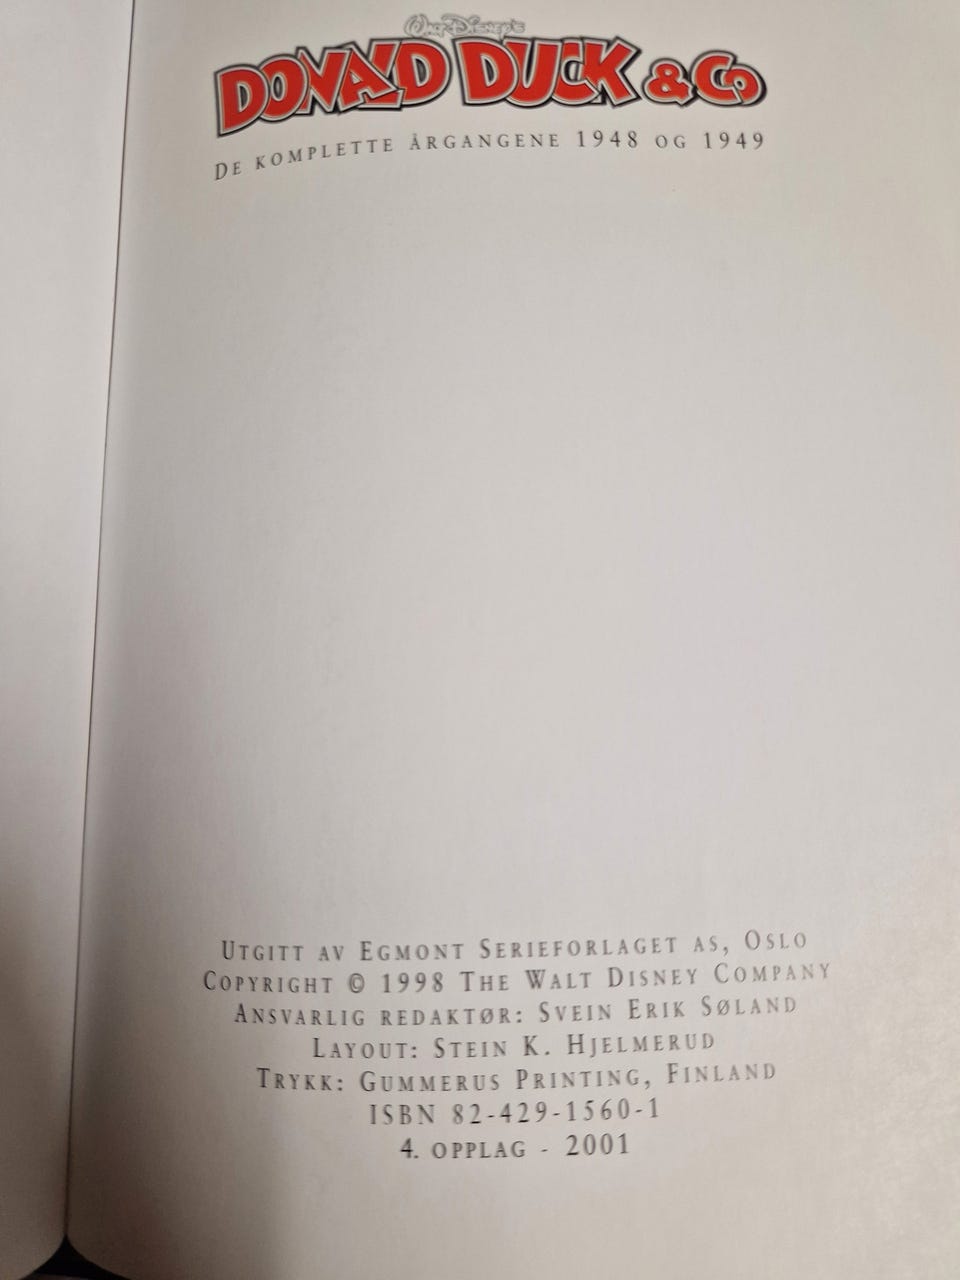 Walt Disney's
DONALD DUCK & Co
DE KOMPLETTE ÅRGANGENE 1948 OG 1949
UTGITT AV EGMONT SERIEFORLAGET AS, OSLO
COPYRIGHT © 1998 THE WALT DISNEY COMPANY
ANSVARLIG REDAKTØR: SVEIN ERIK SØLAND
LAYOUT: STEIN K. HJELMERUD
TRYKK: GUMMERUS PRINTING, FINLAND
ISBN 82-429-1560-1
4. OPPLAG - 2001